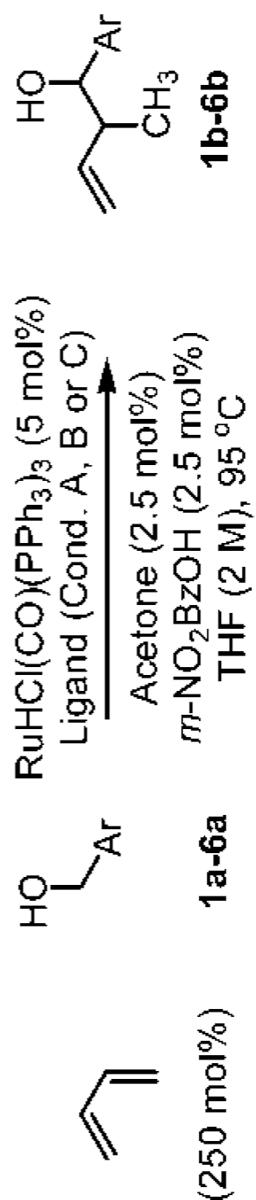 (250 mol%)
HO
Ar
1a-6a
RuHCl(CO)(PPh3)3 (5 mol%)
Ligand (Cond. A, B or C)
Acetone (2.5 mol%)
m-NO2BzOH (2.5 mol%)
THF (2 M), 95 °C
HO
Ar
CH3
1b-6b